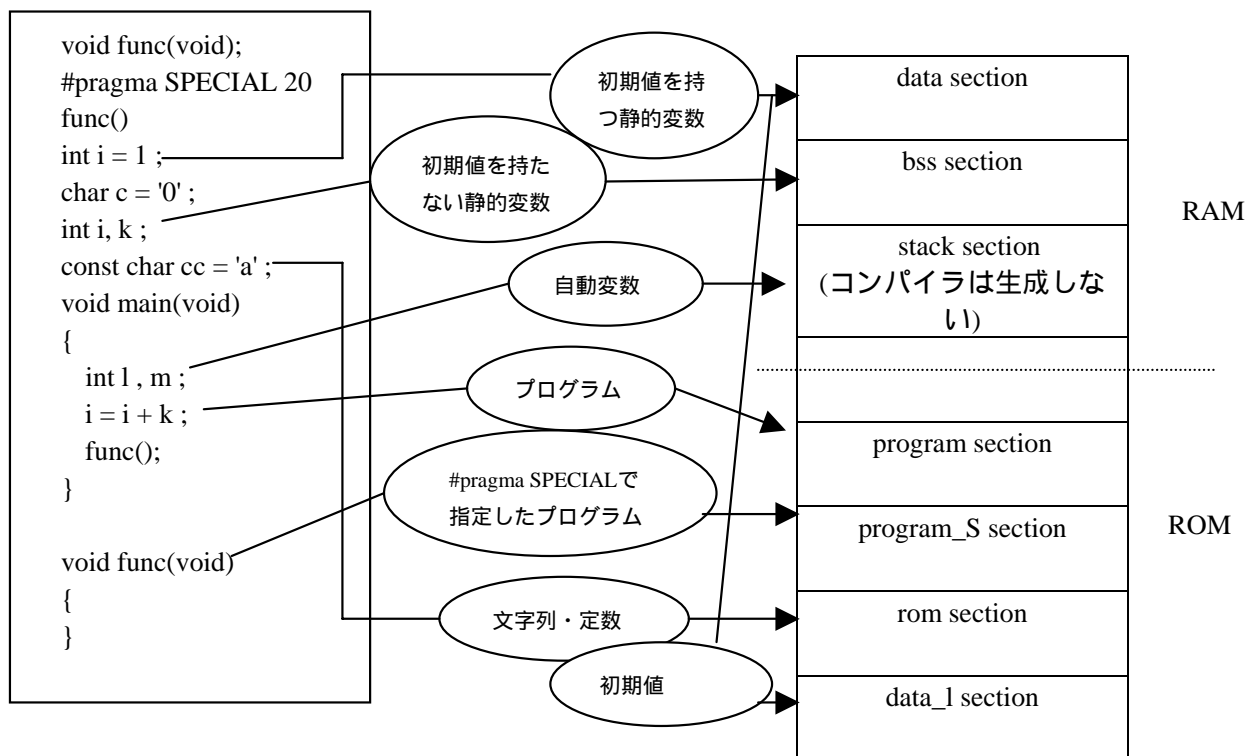 void func(void);
#pragma SPECIAL 20
func()
int i = 1 ;
char c = '0' ;
int i, k ;
const char cc = 'a' ;
void main(void)
{
int l , m ;
i = i + k ;
func();
}
void func(void)
{
}
初期値を持
つ静的変数
初期値を持た
ない静的変数
自動変数
プログラム
#pragma SPECIALで
指定したプログラム
文字列・定数
初期値
data section
bss section
stack section
(コンパイラは生成しな
い)
program section
program_S section
rom section
data_l section
RAM
ROM